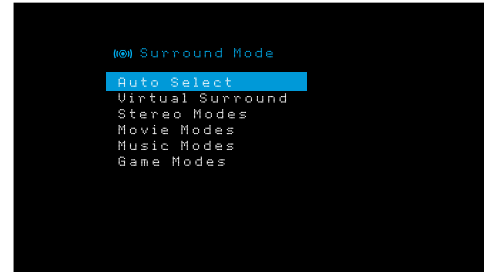 Surround Mode
Auto Select
Virtual Surround
Stereo Modes
Movie Modes
Music Modes
Game Modes